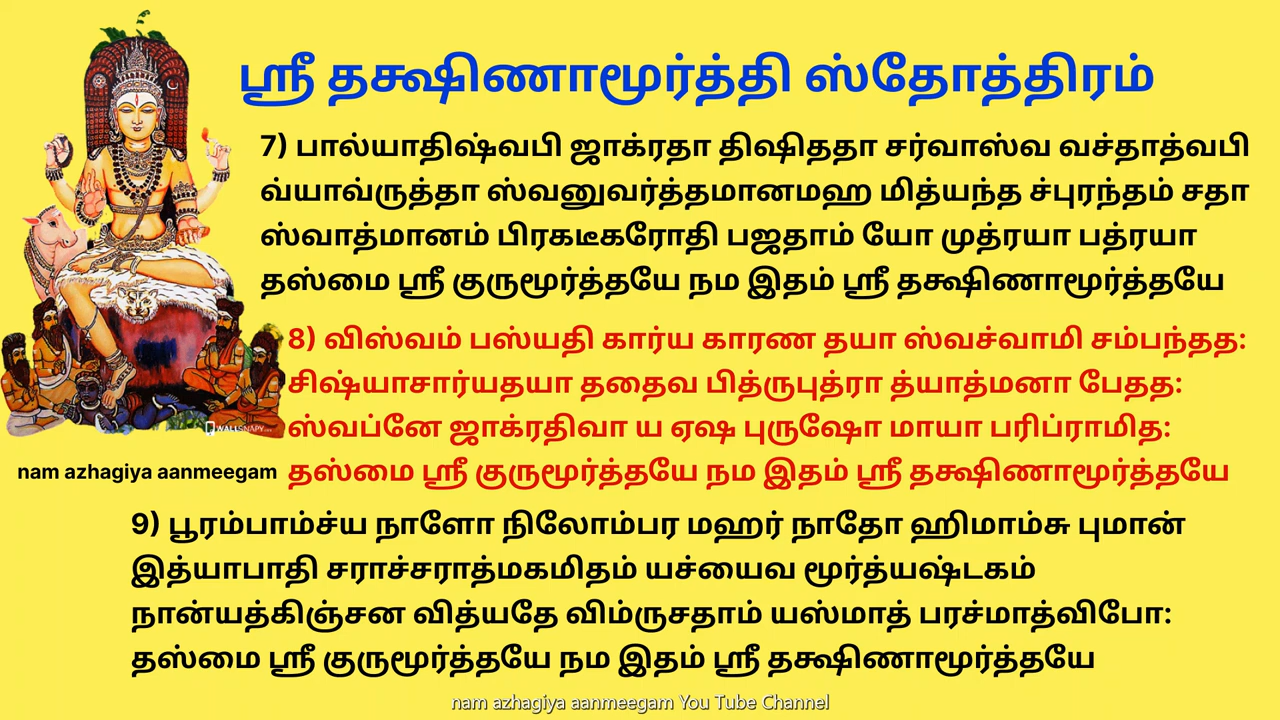 ஸ்ரீ தக்ஷிணாமூர்த்தி ஸ்தோத்திரம்
7) பால்யாதிஷ்வபி ஜாக்ரதா திஷிததா சர்வாஸ்வ வச்தாத்வபி
வ்யாவ்ருத்தா ஸ்வனுவர்த்தமானமஹ மித்யந்த ச்புரந்தம் சதா
ஸ்வாத்மானம் பிரகடீகரோதி பஜதாம் யோ முத்ரயா பத்ரயா
தஸ்மை ஸ்ரீ குருமூர்த்தயே நம இதம் ஸ்ரீ தக்ஷிணாமூர்த்தயே
8) விஸ்வம் பஸ்யதி கார்ய காரண தயா ஸ்வச்வாமி சம்பந்தத:
சிஷ்யாசார்யதயா ததைவ பித்ருபுத்ரா த்யாத்மனா பேதத:
ஸ்வப்னே ஜாக்ரதிவா ய ஏஷ புருஷோ மாயா பரிப்ராமித:
தஸ்மை ஸ்ரீ குருமூர்த்தயே நம இதம் ஸ்ரீ தக்ஷிணாமூர்த்தயே
WALLSNAPY.com
nam azhagiya aanmeegam
9) பூரம்பாம்ச்ய நாளோ நிலோம்பர மஹர் நாதோ ஹிமாம்சு புமான்
இத்யாபாதி சராச்சராத்மகமிதம் யச்யைவ மூர்த்யஷ்டகம்
நான்யத்கிஞ்சன வித்யதே விம்ருசதாம் யஸ்மாத் பரச்மாத்விபோ:
தஸ்மை ஸ்ரீ குருமூர்த்தயே நம இதம் ஸ்ரீ தக்ஷிணாமூர்த்தயே
nam azhagiya aanmeegam You Tube Channel